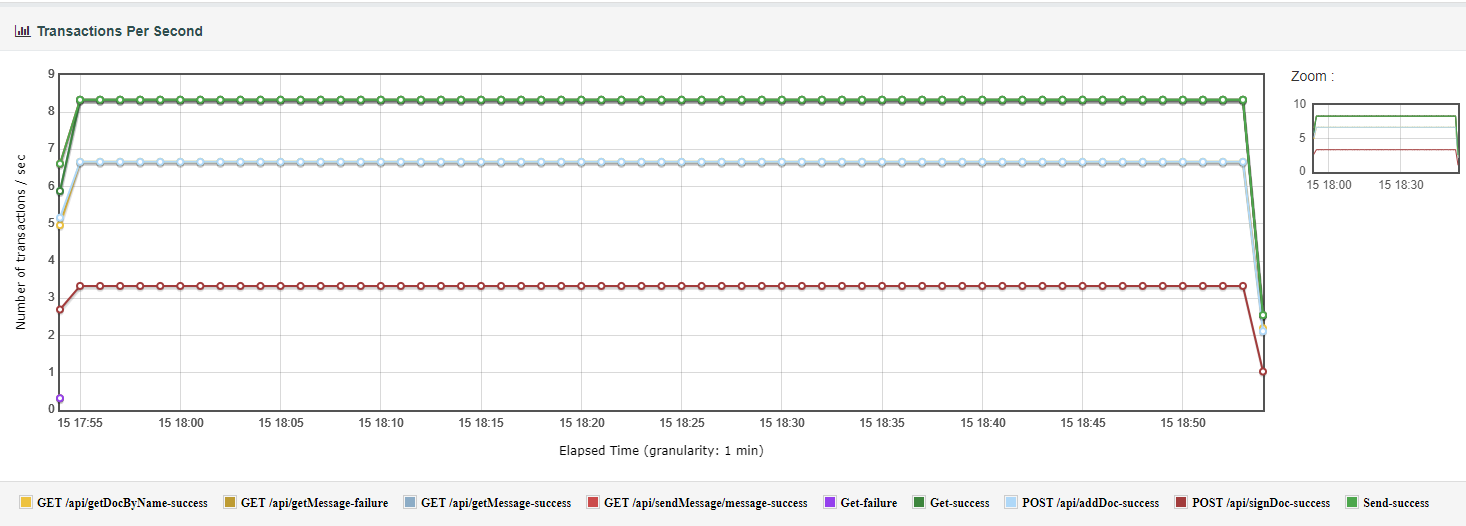 Transactions Per Second
Zoom :
9
8
7
6
5
4
3
2
1
0
Number of transactions / sec
15 17:55 15 18:00 15 18:05 15 18:10 15 18:15 15 18:20 15 18:25 15 18:30 15 18:35 15 18:40 15 18:45 15 18:50
Elapsed Time (granularity: 1 min)
10
5
0
15 18:00 15 18:30
GET /api/getDocByName-success GET /api/getMessage-failure GET /api/getMessage-success GET /api/sendMessage/message-success Get-failure Get-success POST /api/addDoc-success POST /api/signDoc-success Send-success